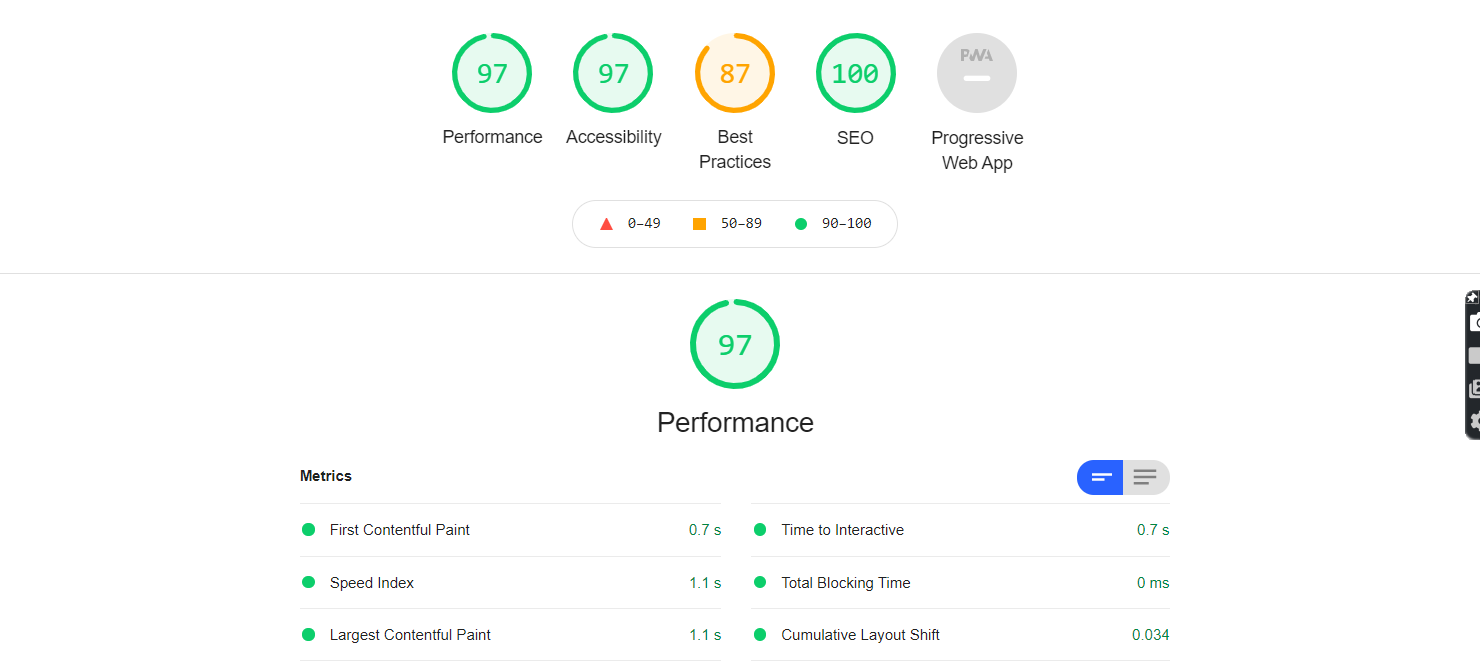 97
97
87
100
PWA
Performance
Accessibility
Best
Practices
SEO
Progressive
Web App
0–49
50–89
90–100
97
Performance
Metrics
First Contentful Paint 0.7 s
Time to Interactive 0.7 s
Speed Index 1.1 s
Total Blocking Time 0 ms
Largest Contentful Paint 1.1 s
Cumulative Layout Shift 0.034